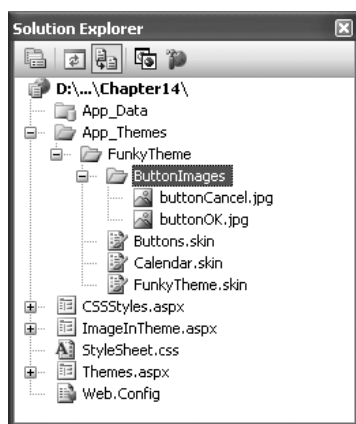 Solution Explorer
D:\...\Chapter14\
App_Data
App_Themes
FunkyTheme
ButtonImages
buttonCancel.jpg
buttonOK.jpg
Buttons.skin
Calendar.skin
FunkyTheme.skin
CSSStyles.aspx
ImageInTheme.aspx
StyleSheet.css
Themes.aspx
Web.Config